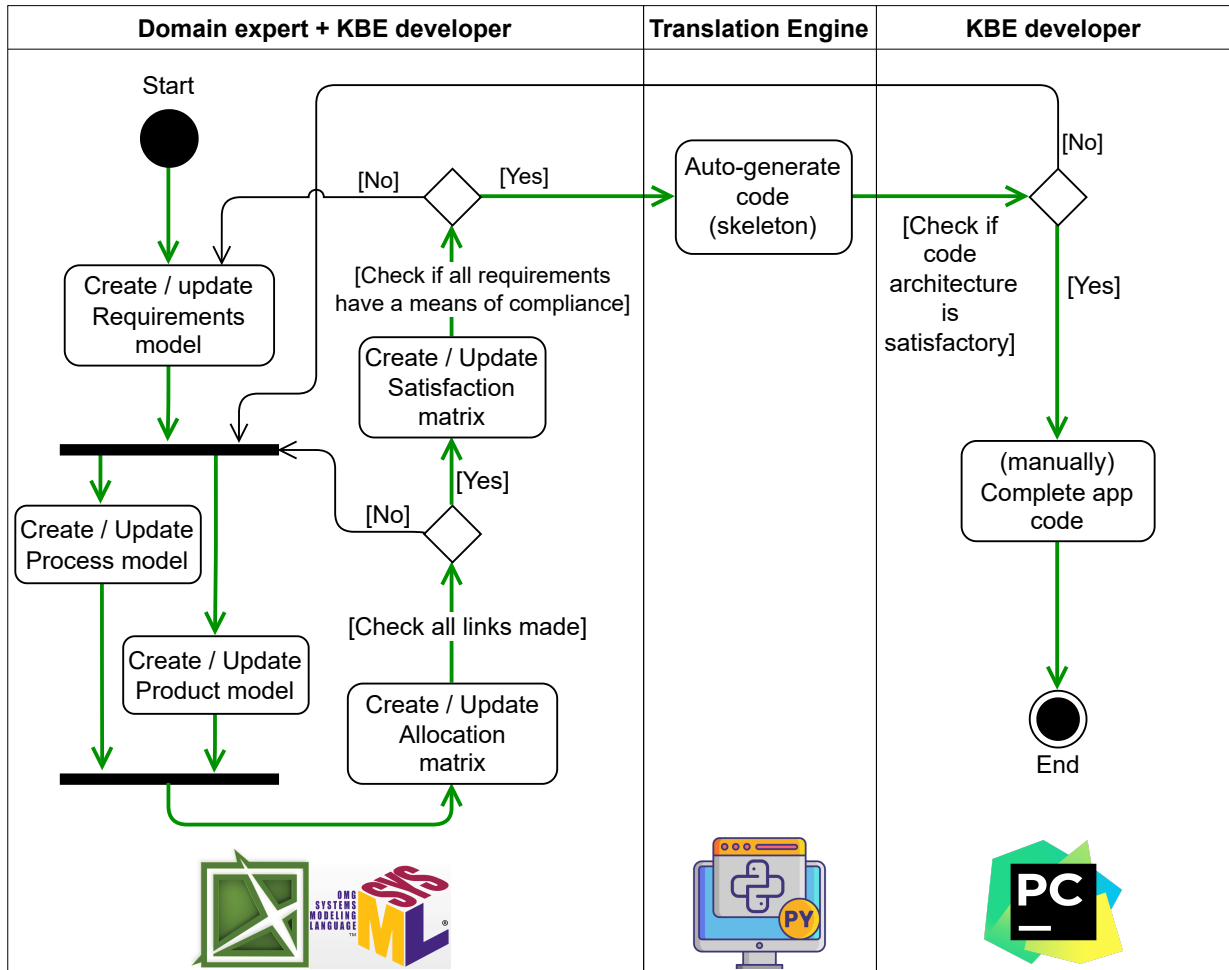 Domain expert + KBE developer
Translation Engine
KBE developer
Start
[No]
[Yes]
Auto-generate
code
(skeleton)
[No]
[Check if
code
architecture
is
satisfactory]
[Yes]
Create / update
Requirements
model
[Check if all requirements
have a means of compliance]
Create / Update
Satisfaction
matrix
[Yes]
[No]
(manually)
Complete app
code
Create / Update
Process model
[Check all links made]
Create / Update
Product model
Create / Update
Allocation
matrix
End
OMG
SYSTEMS
MODELING
LANGUAGE
™
SYS
ML
®
PY
PC